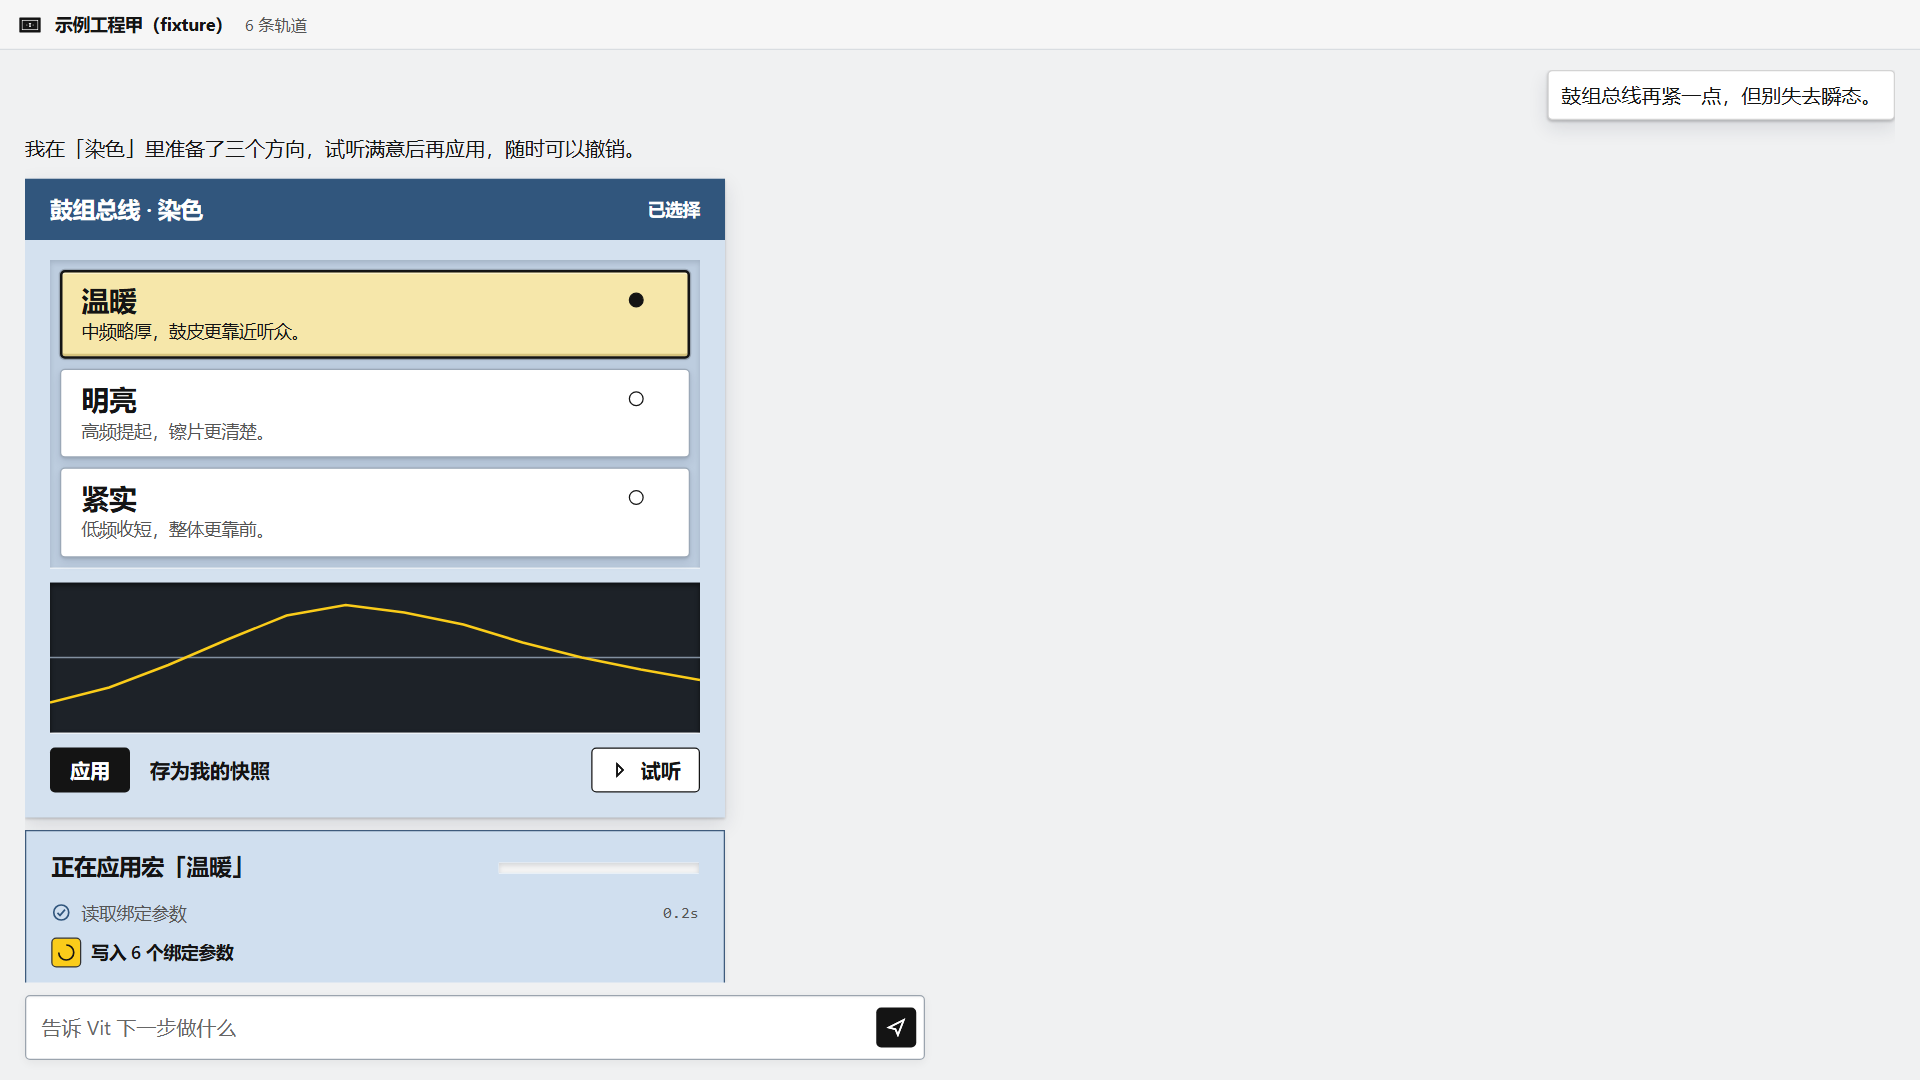 示例工程甲（fixture） 6 条轨道
鼓组总线再紧一点，但别失去瞬态。
我在「染色」里准备了三个方向，试听满意后再应用，随时可以撤销。
鼓组总线 · 染色 已选择
温暖
中频略厚，鼓皮更靠近听众。
明亮
高频提起，镲片更清楚。
紧实
低频收短，整体更靠前。
应用 存为我的快照 试听
正在应用宏「温暖」
读取绑定参数 0.2s
写入 6 个绑定参数
告诉 Vit 下一步做什么